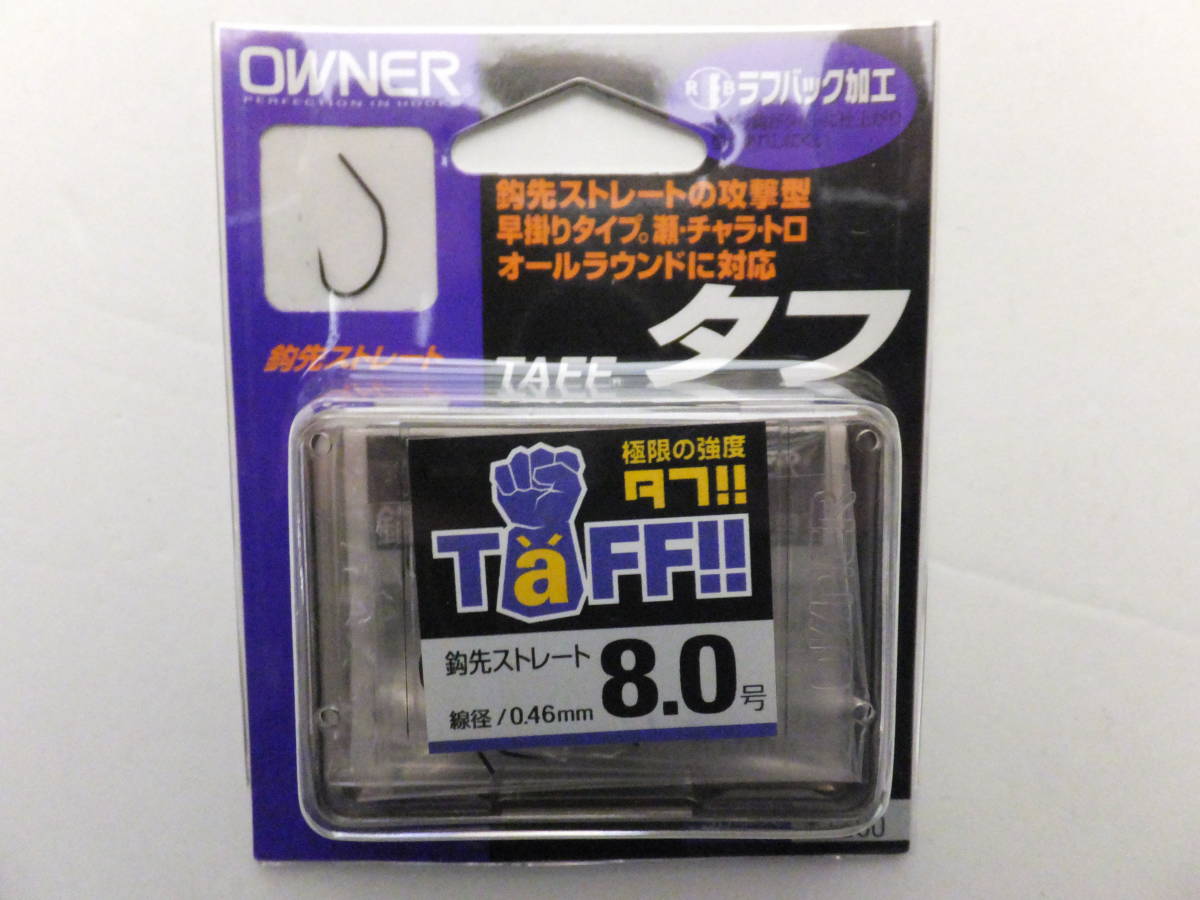 OWNER
PERFECTION IN HOOKS
RB ラフバック加工
鈎先ストレートの攻撃型
早掛りタイプ。瀬・チャラ・トロ
オールラウンドに対応
鈎先ストレート
TAFF
タフ
極限の強度
タフ!!
TaFF!!
鈎先ストレート
8.0号
線径/0.46mm
OWNER